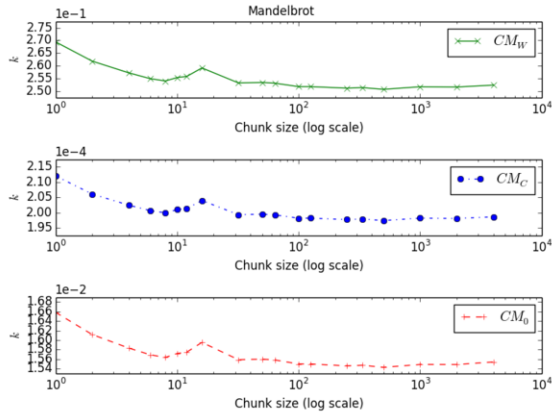 Mandelbrot
1e−1
2.75
2.70
2.65
2.60
2.55
2.50
k
CM_W
10^0 10^1 10^2 10^3 10^4
Chunk size (log scale)
1e−4
2.15
2.10
2.05
2.00
1.95
k
CM_C
10^0 10^1 10^2 10^3 10^4
Chunk size (log scale)
1e−2
1.68
1.66
1.64
1.62
1.60
1.58
1.56
1.54
k
CM_0
10^0 10^1 10^2 10^3 10^4
Chunk size (log scale)